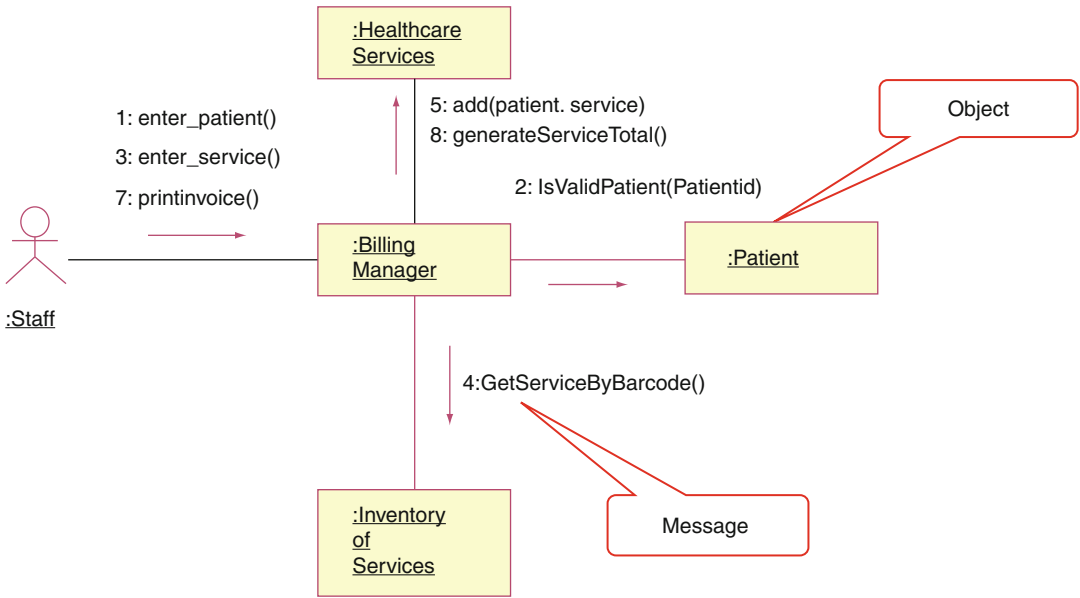 :Healthcare
Services
1: enter_patient()
3: enter_service()
7: printinvoice()
5: add(patient. service)
8: generateServiceTotal()
Object
2: IsValidPatient(Patientid)
:Billing
Manager
:Patient
:Staff
4:GetServiceByBarcode()
:Inventory
of
Services
Message